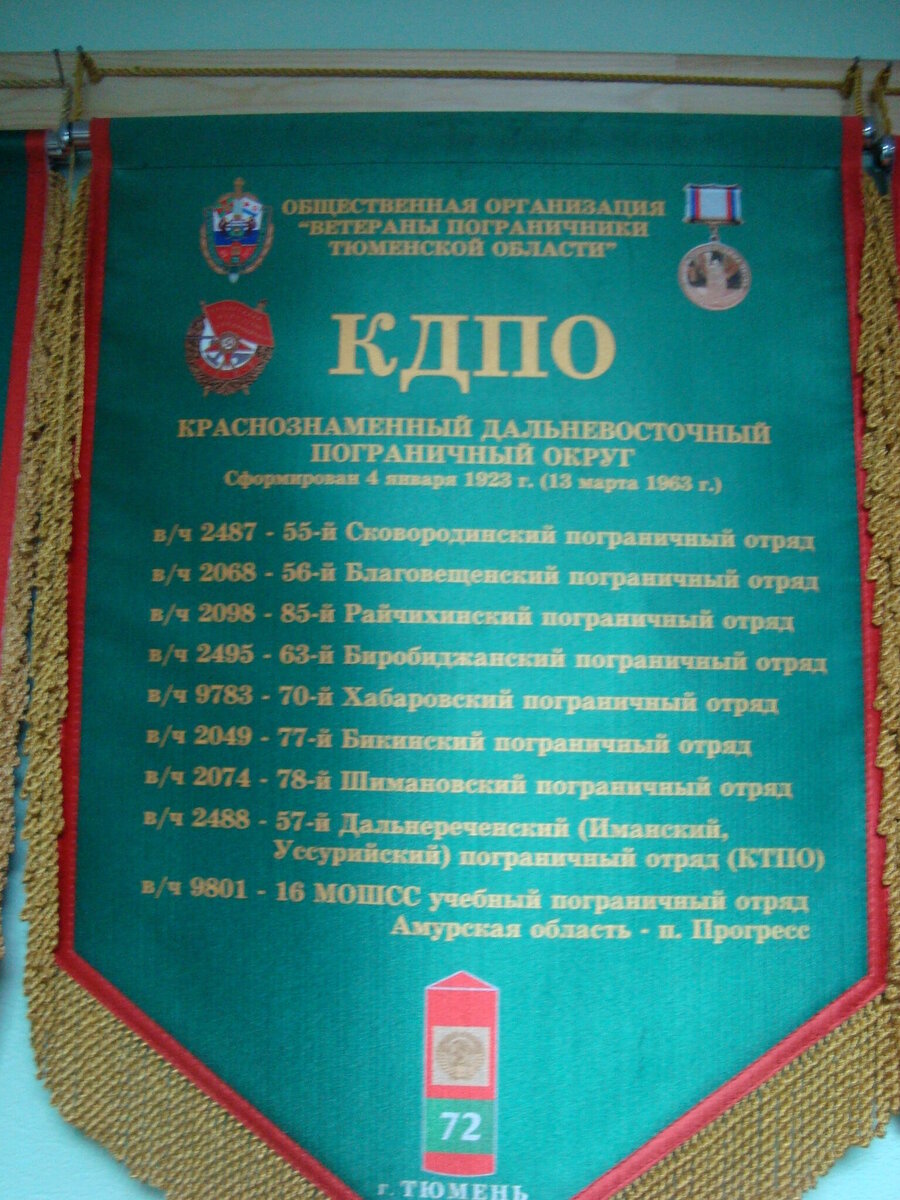 ОБЩЕСТВЕННАЯ ОРГАНИЗАЦИЯ
"ВЕТЕРАНЫ ПОГРАНИЧНИКИ
ТЮМЕНСКОЙ ОБЛАСТИ"
КДПО
КРАСНОЗНАМЕННЫЙ ДАЛЬНЕВОСТОЧНЫЙ
ПОГРАНИЧНЫЙ ОКРУГ
Сформирован 4 января 1923 г. (13 марта 1963 г.)
в/ч 2487 - 55-й Сковородинский пограничный отряд
в/ч 2068 - 56-й Благовещенский пограничный отряд
в/ч 2098 - 85-й Райчихинский пограничный отряд
в/ч 2495 - 63-й Биробиджанский пограничный отряд
в/ч 9783 - 70-й Хабаровский пограничный отряд
в/ч 2049 - 77-й Бикинский пограничный отряд
в/ч 2074 - 78-й Шимановский пограничный отряд
в/ч 2488 - 57-й Дальнереченский (Иманский,
Уссурийский) пограничный отряд (КТПО)
в/ч 9801 - 16 МОШСС учебный пограничный отряд
Амурская область - п. Прогресс
72
г. ТЮМЕНЬ